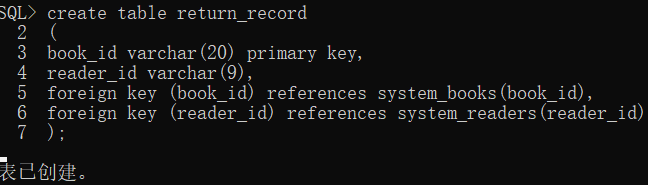 SQL> create table return_record
2 (
3 book_id varchar(20) primary key,
4 reader_id varchar(9),
5 foreign key (book_id) references system_books(book_id),
6 foreign key (reader_id) references system_readers(reader_id)
7 );
表已创建。